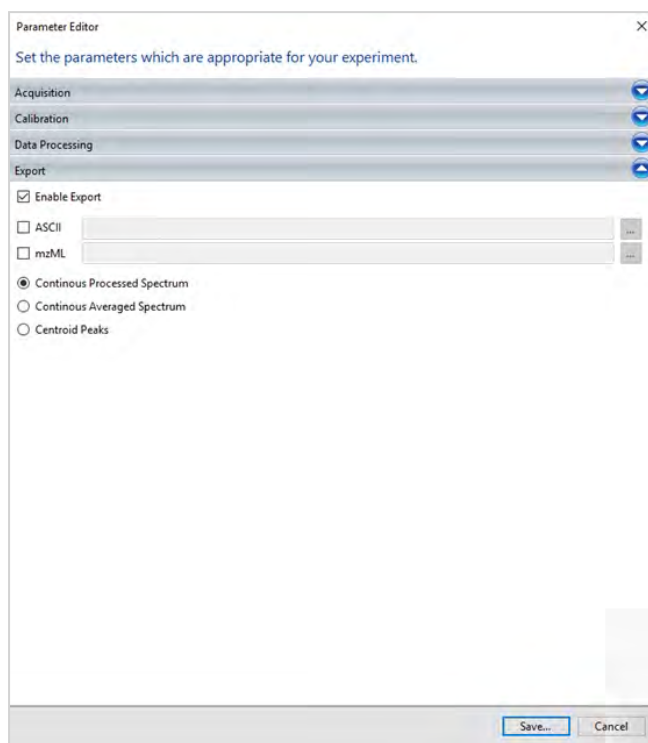 Parameter Editor
Set the parameters which are appropriate for your experiment.
Acquisition
Calibration
Data Processing
Export
Enable Export
ASCII ...
mzML ...
Continous Processed Spectrum
Continous Averaged Spectrum
Centroid Peaks
Save... Cancel